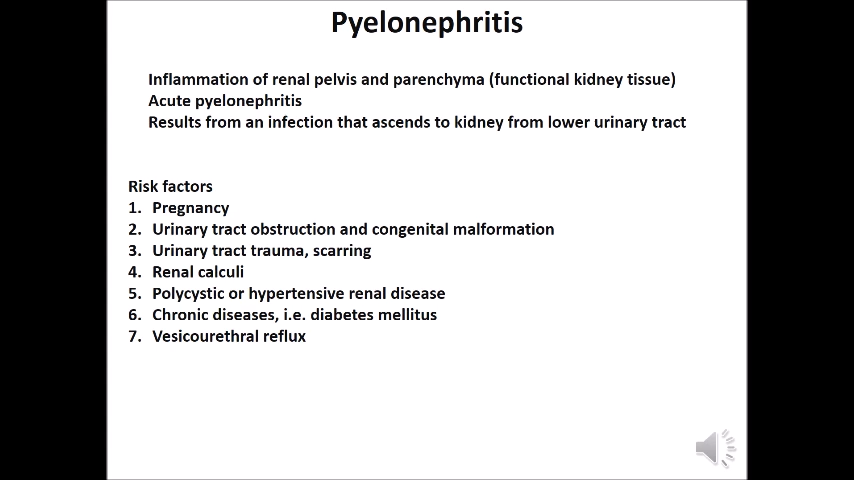 Pyelonephritis
Inflammation of renal pelvis and parenchyma (functional kidney tissue)
Acute pyelonephritis
Results from an infection that ascends to kidney from lower urinary tract
Risk factors
1. Pregnancy
2. Urinary tract obstruction and congenital malformation
3. Urinary tract trauma, scarring
4. Renal calculi
5. Polycystic or hypertensive renal disease
6. Chronic diseases, i.e. diabetes mellitus
7. Vesicourethral reflux